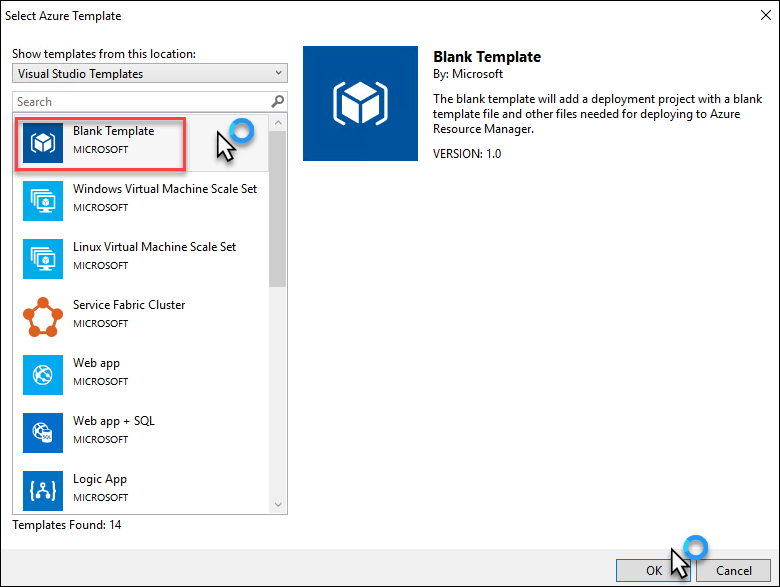 Select Azure Template
Show templates from this location:
Visual Studio Templates
Search
Blank Template
MICROSOFT
Windows Virtual Machine Scale Set
MICROSOFT
Linux Virtual Machine Scale Set
MICROSOFT
Service Fabric Cluster
MICROSOFT
Web app
MICROSOFT
Web app + SQL
MICROSOFT
SQL
Logic App
MICROSOFT
Templates Found: 14
Blank Template
By: Microsoft
The blank template will add a deployment project with a blank
template file and other files needed for deploying to Azure
Resource Manager.
VERSION: 1.0
OK
Cancel